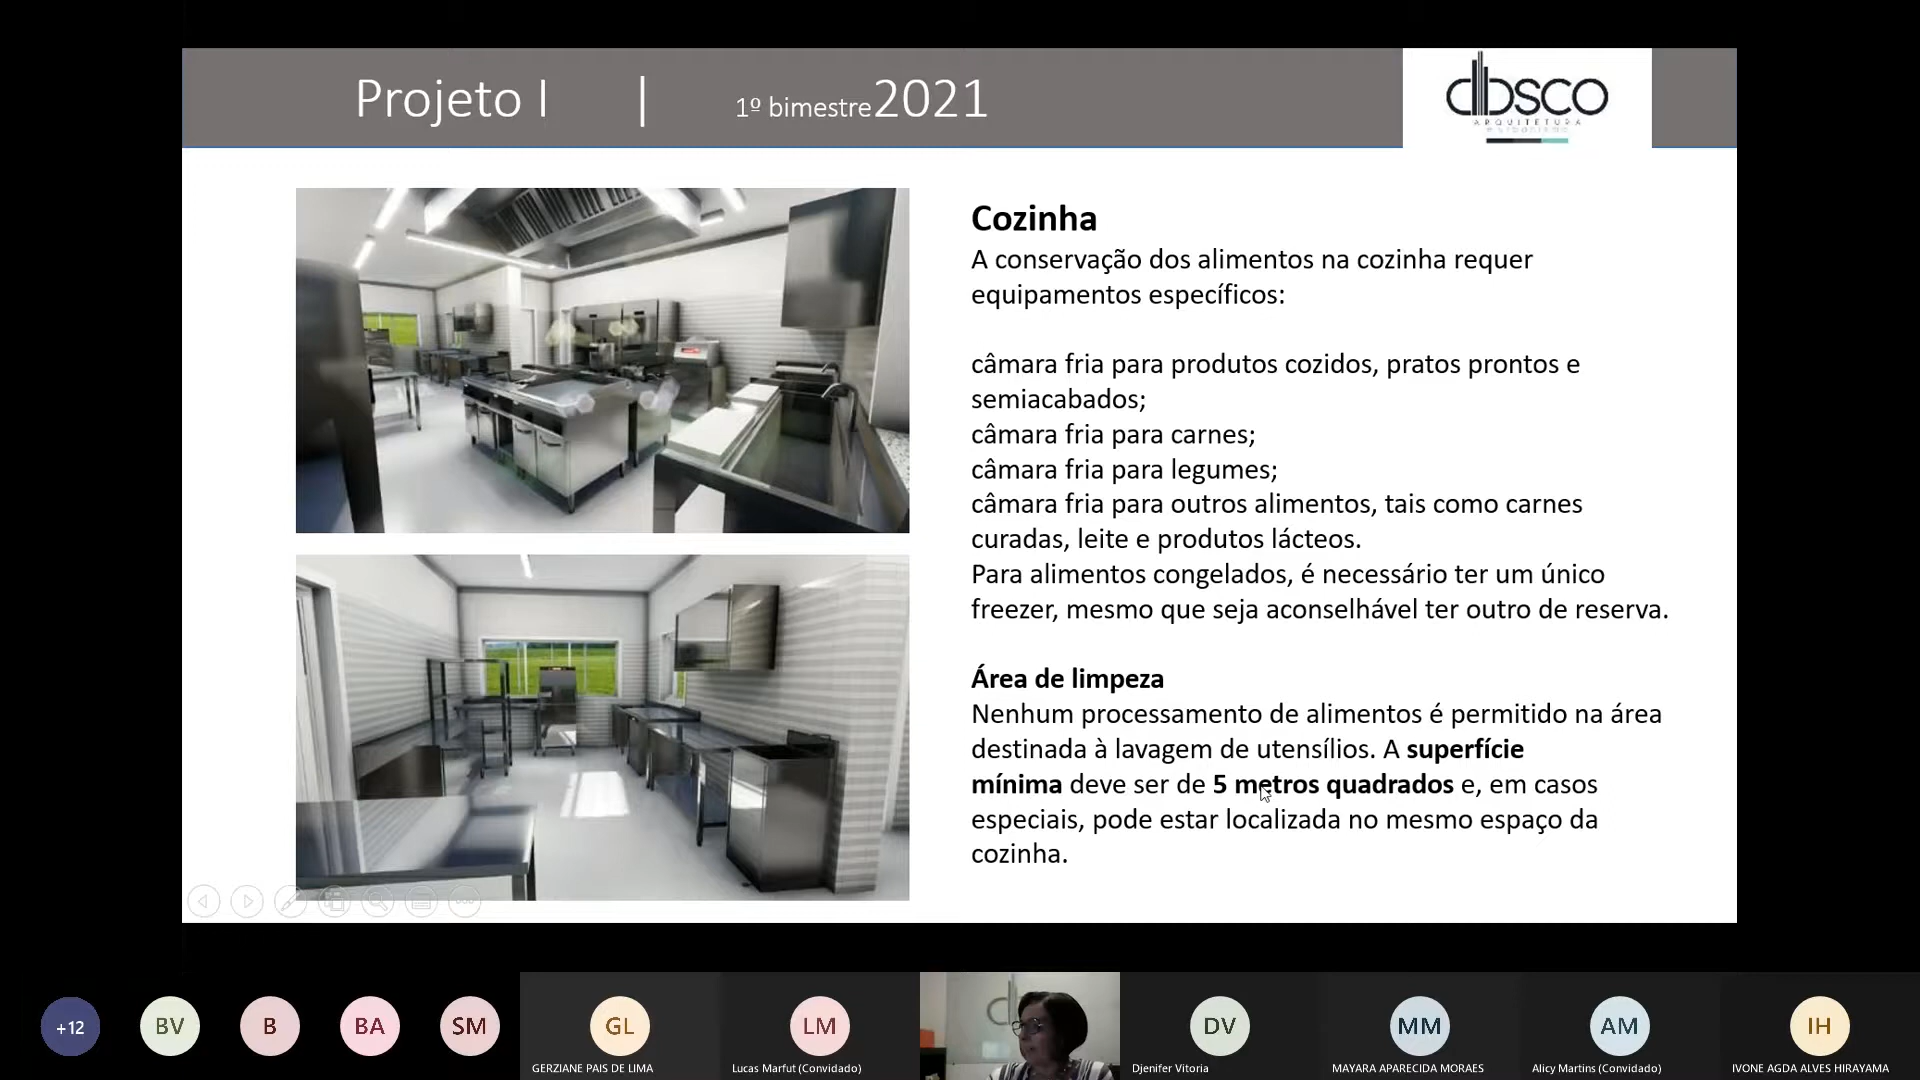 Projeto I | 1º bimestre 2021
dbsco
ARQUITETURA
Cozinha
A conservação dos alimentos na cozinha requer
equipamentos específicos:
câmara fria para produtos cozidos, pratos prontos e
semiacabados;
câmara fria para carnes;
câmara fria para legumes;
câmara fria para outros alimentos, tais como carnes
curadas, leite e produtos lácteos.
Para alimentos congelados, é necessário ter um único
freezer, mesmo que seja aconselhável ter outro de reserva.
Área de limpeza
Nenhum processamento de alimentos é permitido na área
destinada à lavagem de utensílios. A superfície
mínima deve ser de 5 metros quadrados e, em casos
especiais, pode estar localizada no mesmo espaço da
cozinha.
+12
BV
B
BA
SM
GL
LM
DV
MM
AM
IH
GERZIANE PAIS DE LIMA
Lucas Marfut (Convidado)
Djenifer Vitoria
MAYARA APARECIDA MORAES
Alicy Martins (Convidado)
IVONE AGDA ALVES HIRAYAMA